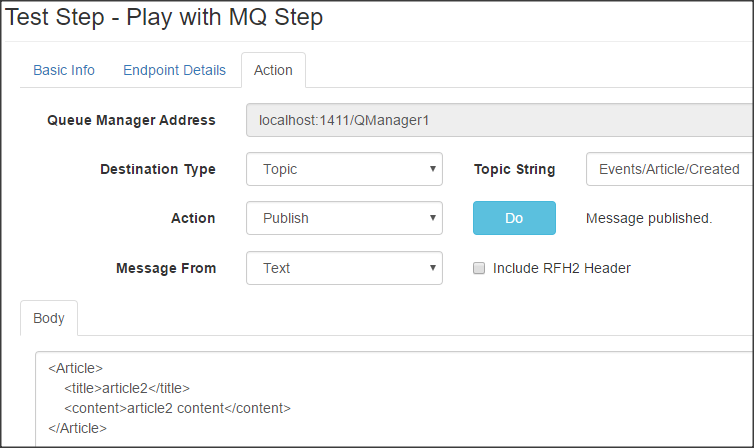 Test Step - Play with MQ Step
Basic Info Endpoint Details Action
Queue Manager Address localhost:1411/QManager1
Destination Type Topic Topic String Events/Article/Created
Action Publish Do Message published.
Message From Text Include RFH2 Header
Body
<Article>
<title>article2</title>
<content>article2 content</content>
</Article>